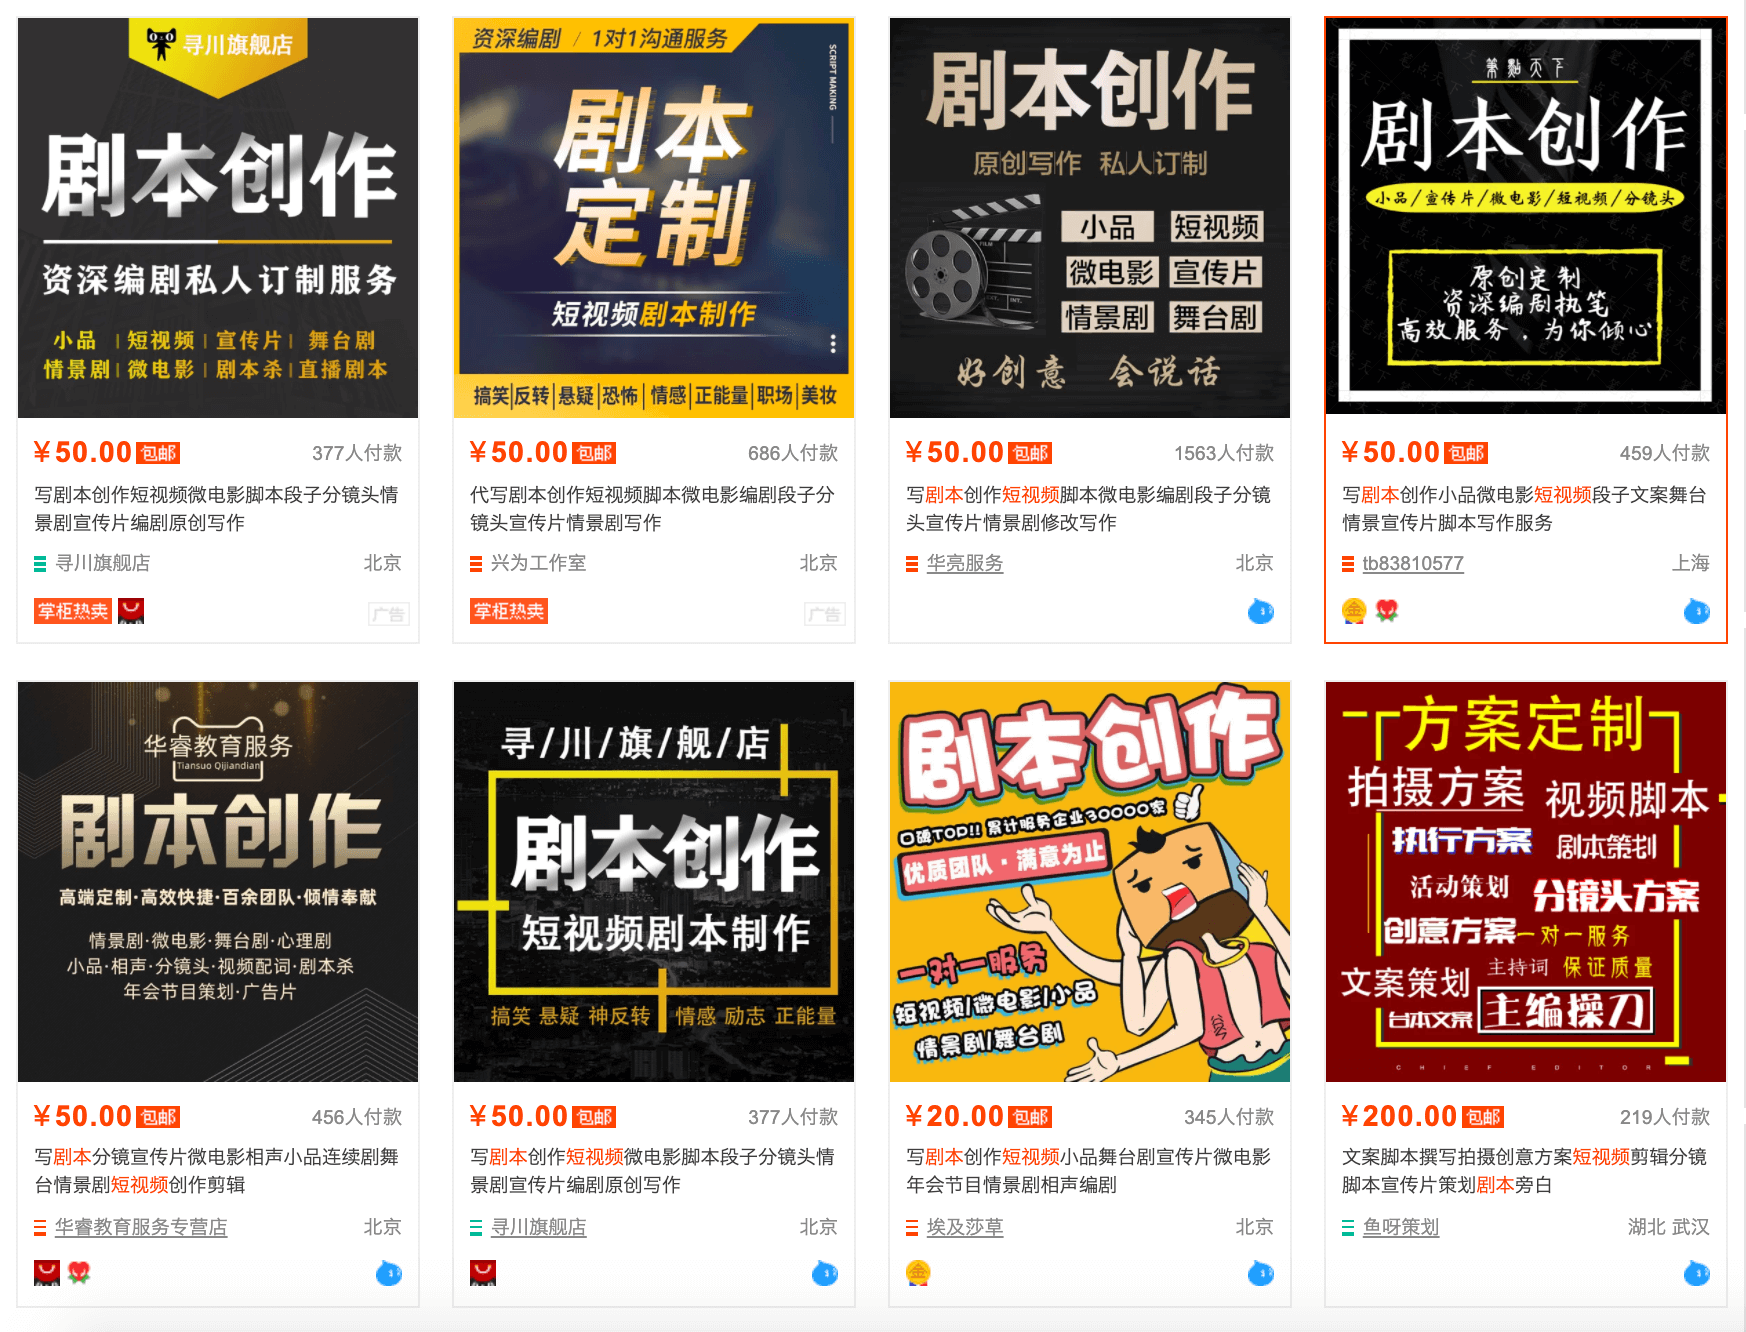 寻川旗舰店
剧本创作
资深编剧私人订制服务
小品 | 短视频 | 宣传片 | 舞台剧
情景剧 | 微电影 | 剧本杀 | 直播剧本
¥50.00 包邮 377人付款
写剧本创作短视频微电影脚本段子分镜头情
景剧宣传片编剧原创写作
寻川旗舰店 北京
掌柜热卖 广告
资深编剧 / 1对1沟通服务
SCRIPT MAKING
剧本
定制
短视频剧本制作
搞笑|反转|悬疑|恐怖|情感|正能量|职场|美妆
¥50.00 包邮 686人付款
代写剧本创作短视频脚本微电影编剧段子分
镜头宣传片情景剧写作
兴为工作室 北京
掌柜热卖 广告
剧本创作
原创写作 私人订制
小品 短视频
微电影 宣传片
情景剧 舞台剧
好创意 会说话
¥50.00 包邮 1563人付款
写剧本创作短视频脚本微电影编剧段子分镜
头宣传片情景剧修改写作
华亮服务 北京
筆點天下
剧本创作
小品/宣传片/微电影/短视频/分镜头
原创定制
资深编剧执笔
高效服务，为你倾心
¥50.00 包邮 459人付款
写剧本创作小品微电影短视频段子文案舞台
情景宣传片脚本写作服务
tb83810577 上海
华睿教育服务
Tiansuo Qijiandian
剧本创作
高端定制·高效快捷·百余团队·倾情奉献
情景剧·微电影·舞台剧·心理剧
小品·相声·分镜头·视频配词·剧本杀
年会节目策划·广告片
¥50.00 包邮 456人付款
写剧本分镜宣传片微电影相声小品连续剧舞
台情景剧短视频创作剪辑
华睿教育服务专营店 北京
寻/川/旗/舰/店
剧本创作
短视频剧本制作
搞笑 悬疑 神反转 情感 励志 正能量
¥50.00 包邮 377人付款
写剧本创作短视频微电影脚本段子分镜头情
景剧宣传片编剧原创写作
寻川旗舰店 北京
剧本创作
口碑TOP!! 累计服务企业30000家
优质团队·满意为止
一对一服务
短视频/微电影/小品
情景剧/舞台剧
¥20.00 包邮 345人付款
写剧本创作短视频小品舞台剧宣传片微电影
年会节目情景剧相声编剧
埃及莎草 北京
方案定制
拍摄方案 视频脚本
执行方案 剧本策划
活动策划 分镜头方案
创意方案 一对一服务
文案策划 主持词 保证质量
台本文案 主编操刀
CHIEF EDITOR
¥200.00 包邮 219人付款
文案脚本撰写拍摄创意方案短视频剪辑分镜
脚本宣传片策划剧本旁白
鱼呀策划 湖北 武汉